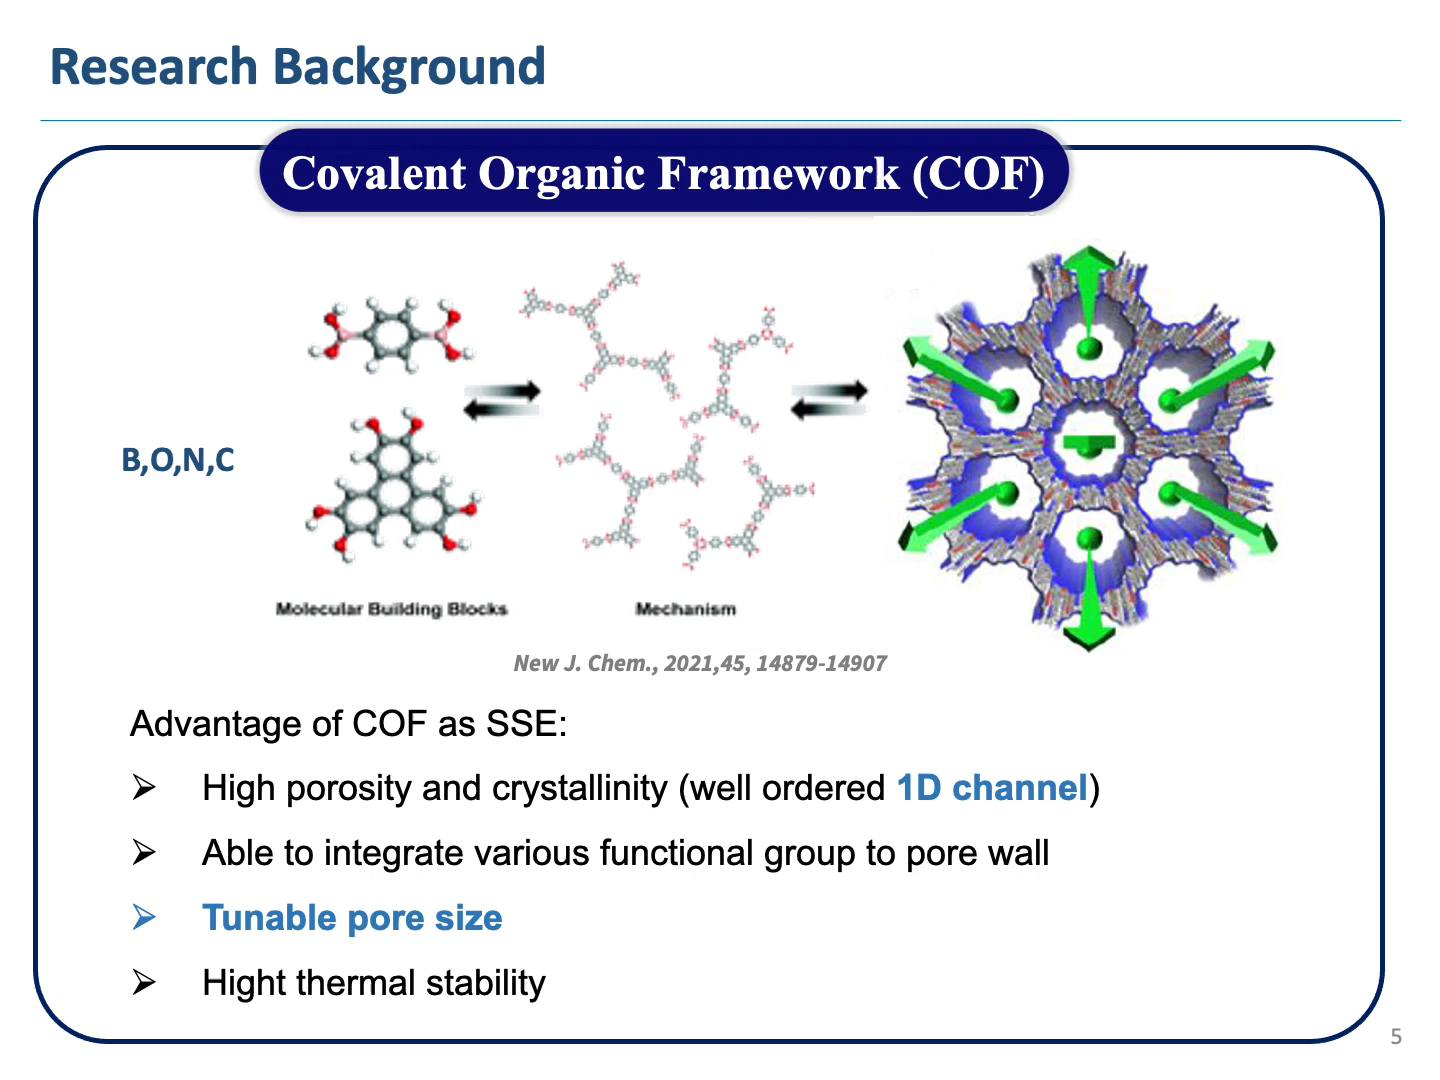 Research Background
Covalent Organic Framework (COF)
B,O,N,C
Molecular Building Blocks
Mechanism
New J. Chem., 2021,45, 14879-14907
Advantage of COF as SSE:
➢ High porosity and crystallinity (well ordered 1D channel)
➢ Able to integrate various functional group to pore wall
➢ Tunable pore size
➢ Hight thermal stability
5